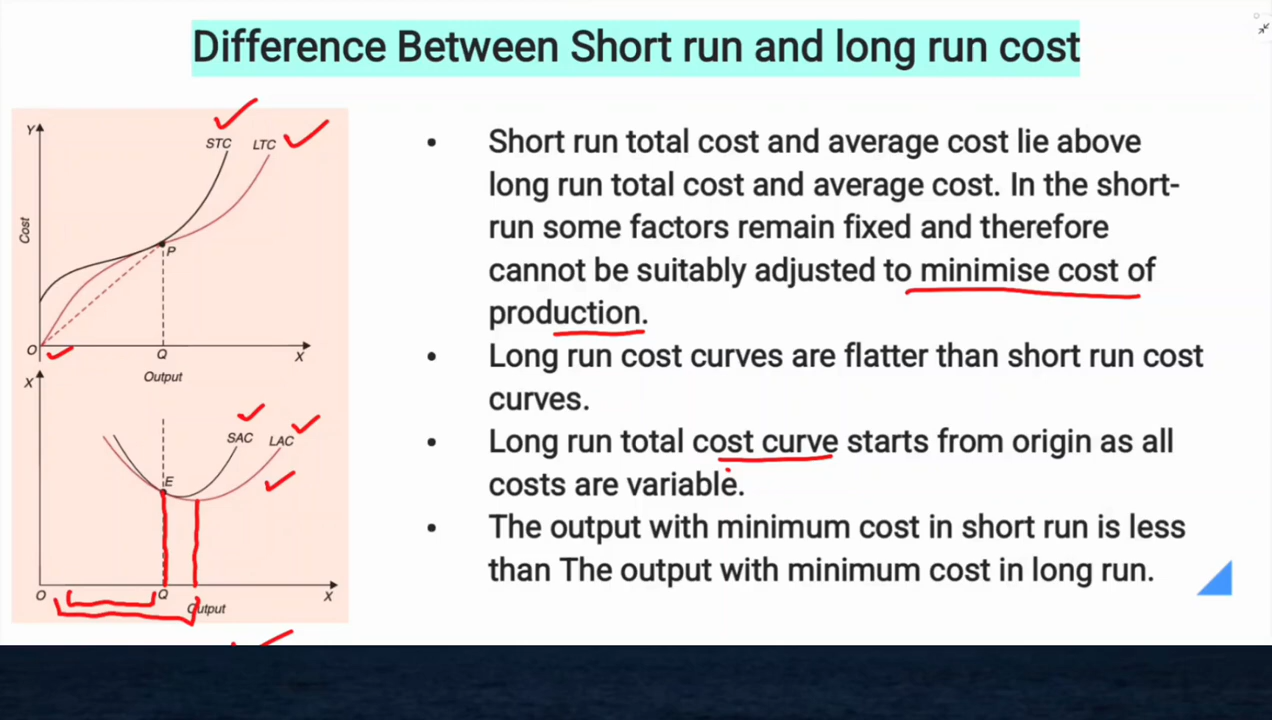 Difference Between Short run and long run cost
Y
STC
LTC
Cost
P
O
Q
X
Output
X
SAC
LAC
E
O
Q
Output
X
• Short run total cost and average cost lie above
long run total cost and average cost. In the short-
run some factors remain fixed and therefore
cannot be suitably adjusted to minimise cost of
production.
• Long run cost curves are flatter than short run cost
curves.
• Long run total cost curve starts from origin as all
costs are variable.
• The output with minimum cost in short run is less
than The output with minimum cost in long run.